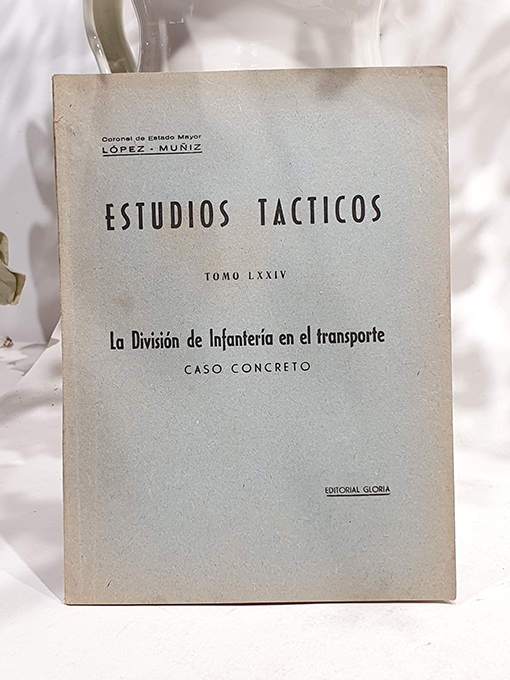 Coronel de Estado Mayor
LÓPEZ - MUÑIZ
ESTUDIOS TACTICOS
TOMO LXXIV
La División de Infantería en el transporte
CASO CONCRETO
EDITORIAL GLORIA